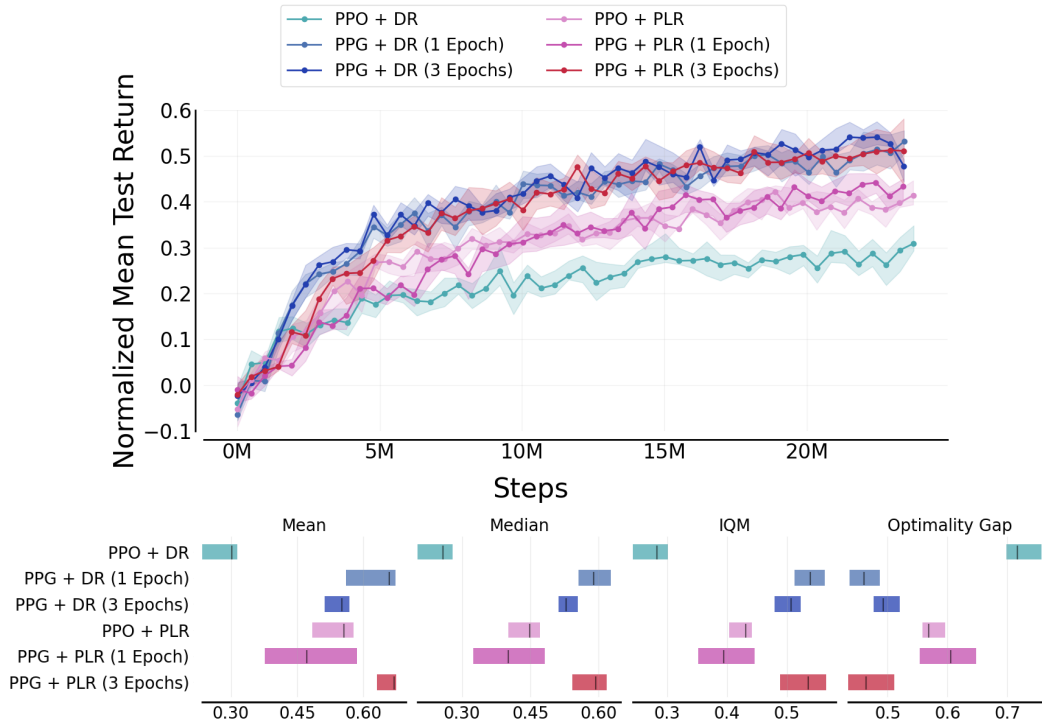 PPO + DR
PPG + DR (1 Epoch)
PPG + DR (3 Epochs)
PPO + PLR
PPG + PLR (1 Epoch)
PPG + PLR (3 Epochs)
Normalized Mean Test Return
0.6
0.5
0.4
0.3
0.2
0.1
0.0
−0.1
0M 5M 10M 15M 20M
Steps
Mean Median IQM Optimality Gap
PPO + DR
PPG + DR (1 Epoch)
PPG + DR (3 Epochs)
PPO + PLR
PPG + PLR (1 Epoch)
PPG + PLR (3 Epochs)
0.30 0.45 0.60 0.30 0.45 0.60 0.3 0.4 0.5 0.5 0.6 0.7